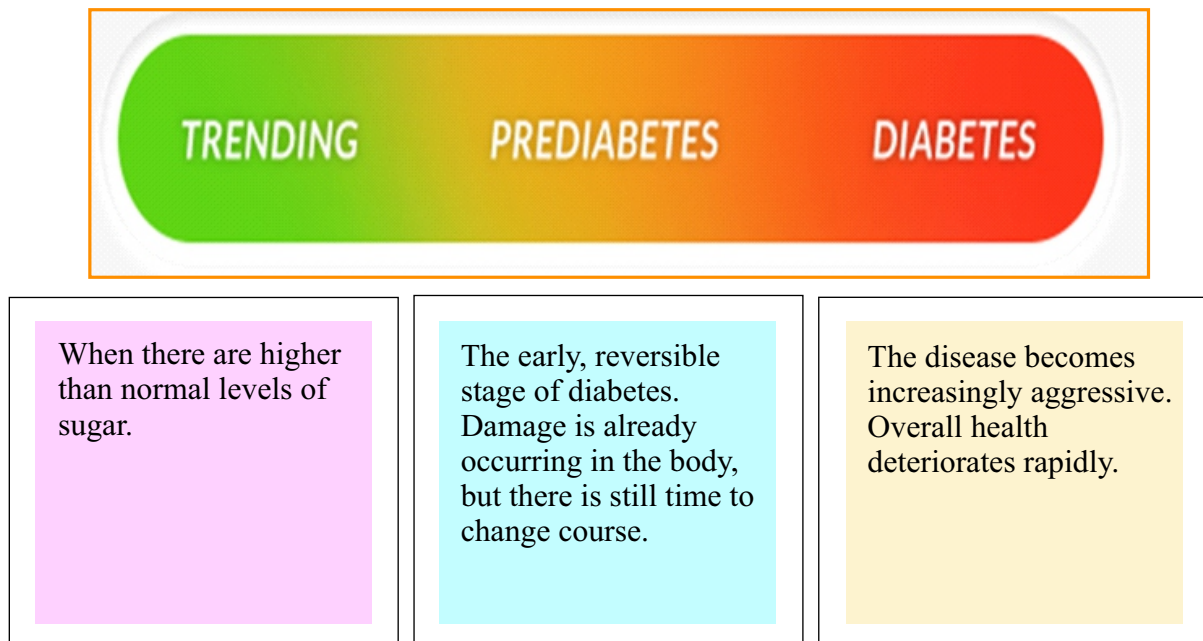 TRENDING PREDIABETES DIABETES
When there are higher
than normal levels of
sugar.
The early, reversible
stage of diabetes.
Damage is already
occurring in the body,
but there is still time to
change course.
The disease becomes
increasingly aggressive.
Overall health
deteriorates rapidly.